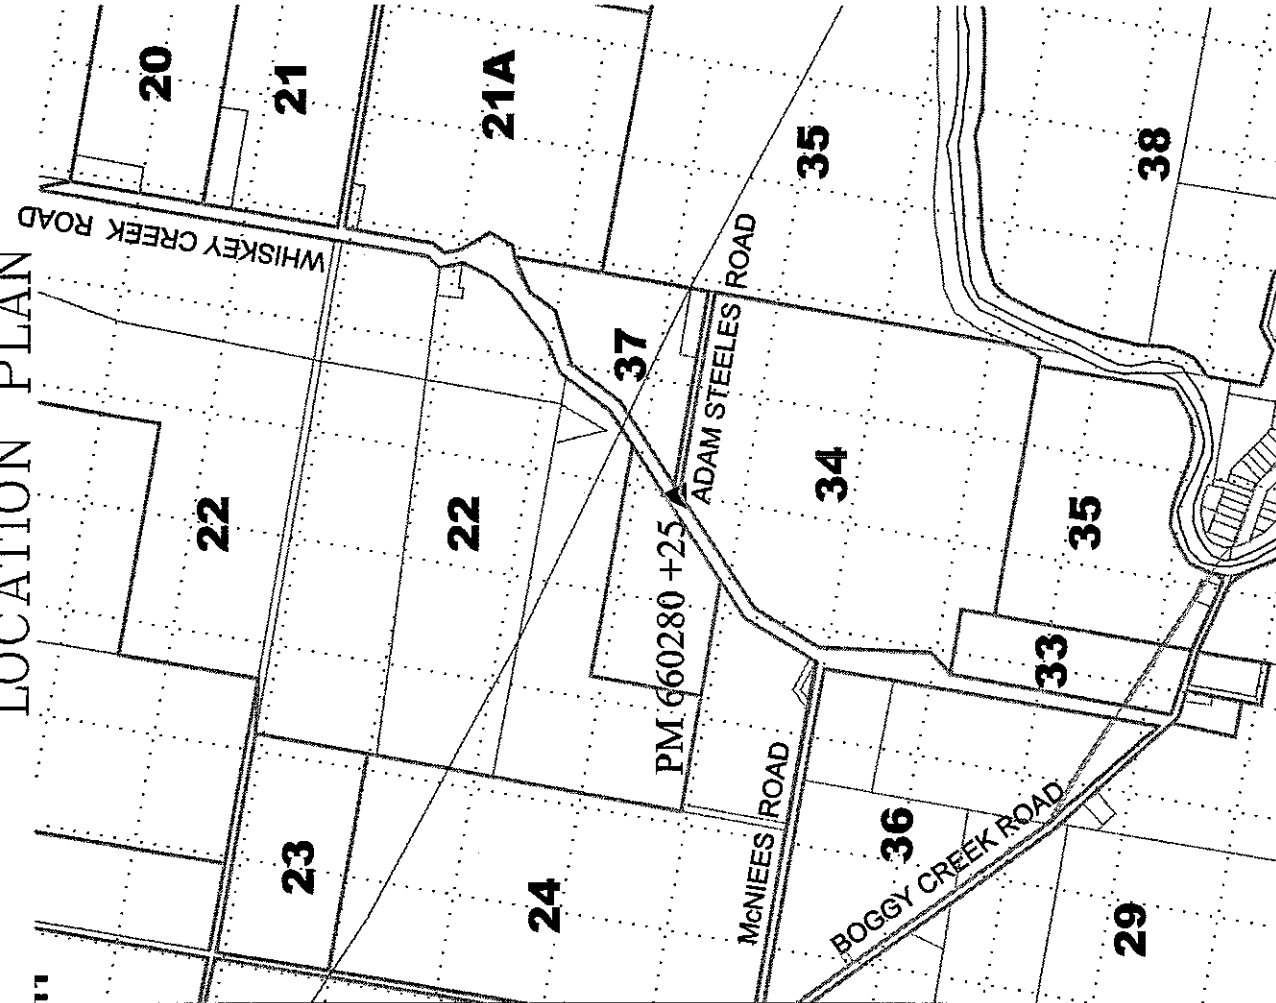 LOCATION PLAN
20
21
21A
35
38
WHISKEY CREEK ROAD
37
ADAM STEELES ROAD
22
22
34
35
PM 660280 +25
33
23
24
McNIEES ROAD
36
BOGGY CREEK ROAD
29